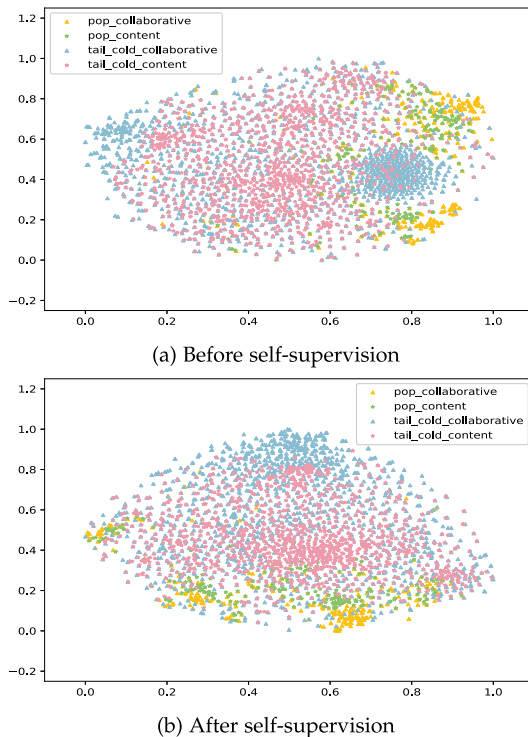 1.2
pop_collaborative
pop_content
tail_cold_collaborative
tail_cold_content
1.0
0.8
0.6
0.4
0.2
0.0
−0.2
0.0 0.2 0.4 0.6 0.8 1.0
(a) Before self-supervision
1.2
pop_collaborative
pop_content
tail_cold_collaborative
tail_cold_content
1.0
0.8
0.6
0.4
0.2
0.0
−0.2
0.0 0.2 0.4 0.6 0.8 1.0
(b) After self-supervision